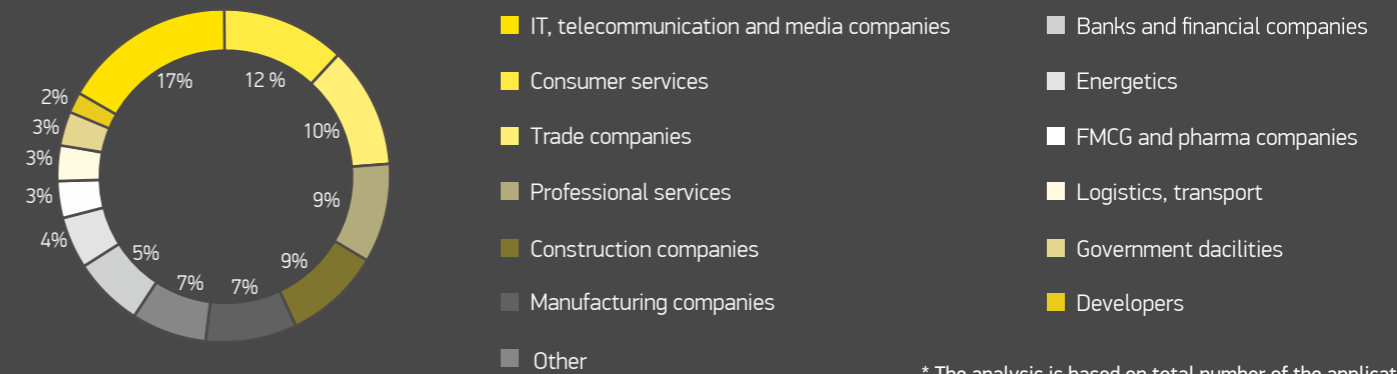 17%
12 %
10%
9%
9%
7%
7%
5%
4%
3%
3%
3%
2%
IT, telecommunication and media companies
Consumer services
Trade companies
Professional services
Construction companies
Manufacturing companies
Other
Banks and financial companies
Energetics
FMCG and pharma companies
Logistics, transport
Government dacilities
Developers
* The analysis is based on total number of the